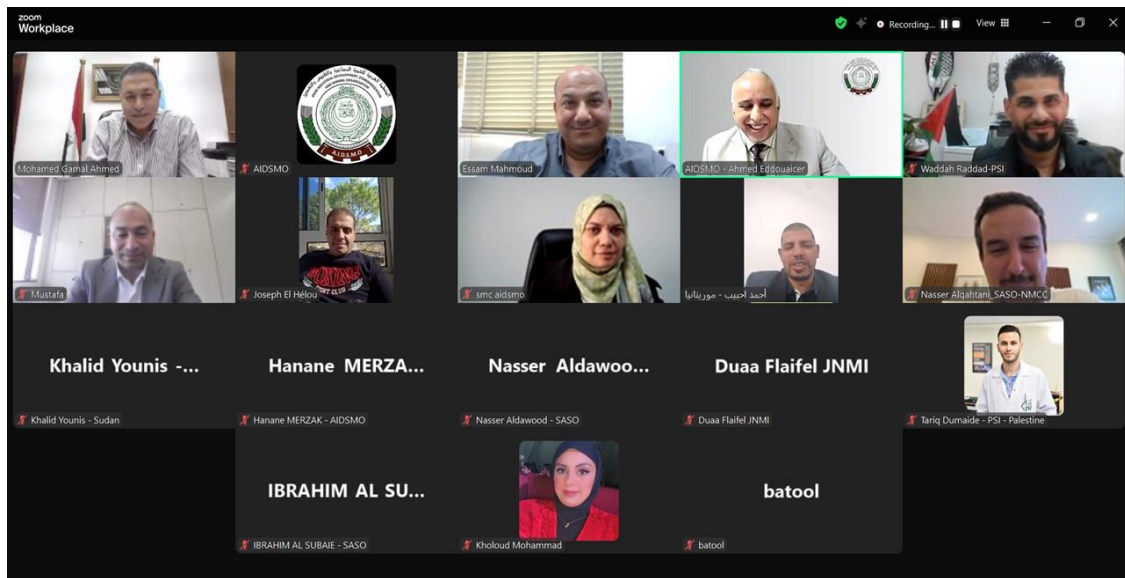 zoom
Workplace
Recording...
View
Mohamed Gamal Ahmed
A.I.D.S.M.O
AIDSMO
Essam Mahmoud
AIDSMO - Ahmed Eddouaicer
Waddah Raddad-PSI
Mustafa
BOXING
Joseph El Hélou
smc aidsmo
أحمد احبيب - موريتانيا
Nasser Alqahtani_SASO-NMCC
Khalid Younis -...
Khalid Younis - Sudan
Hanane MERZA...
Hanane MERZAK - AIDSMO
Nasser Aldawoo...
Nasser Aldawood - SASO
Duaa Flaifel JNMI
Duaa Flaifel JNMI
Tariq Dumaide - PSI - Palestine
IBRAHIM AL SU...
IBRAHIM AL SUBAIE - SASO
Kholoud Mohammad
batool
batool